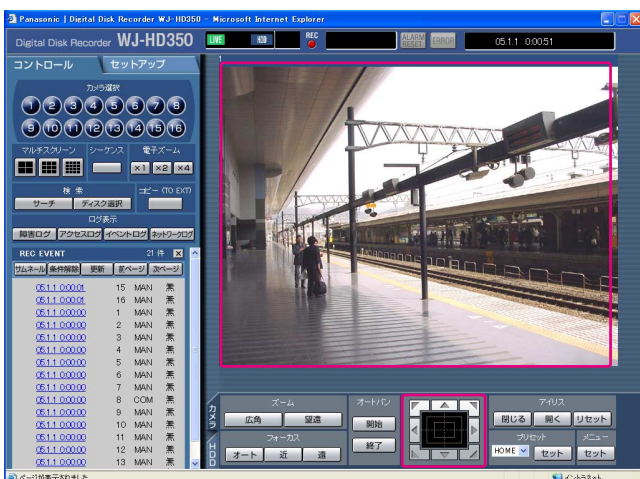 Panasonic | Digital Disk Recorder WJ-HD350 - Microsoft Internet Explorer
Digital Disk Recorder WJ-HD350
LIVE HDD REC ALARM RESET ERROR 05.1.1 0:00:51
コントロール セットアップ
1
カメラ選択
1 2 3 4 5 6 7 8
9 10 11 12 13 14 15 16
マルチスクリーン シーケンス 電子ズーム
×1 ×2 ×4
検索 コピー (TO EXT)
サーチ ディスク選択
ログ表示
障害ログ アクセスログ イベントログ ネットワークログ
REC EVENT 21 件 X
サムネール 条件解除 更新 前ページ 次ページ
05.1.1 0:00:01 15 MAN 無
05.1.1 0:00:01 16 MAN 無
05.1.1 0:00:00 1 MAN 無
05.1.1 0:00:00 2 MAN 無
05.1.1 0:00:00 3 MAN 無
05.1.1 0:00:00 4 MAN 無
05.1.1 0:00:00 5 MAN 無
05.1.1 0:00:00 6 MAN 無
05.1.1 0:00:00 7 MAN 無
05.1.1 0:00:00 8 COM 無
05.1.1 0:00:00 9 MAN 無
05.1.1 0:00:00 10 MAN 無
05.1.1 0:00:00 11 MAN 無
05.1.1 0:00:00 12 MAN 無
05.1.1 0:00:00 13 MAN 無
カメラ
HDD
ズーム
広角 望遠
フォーカス
オート 近 遠
オートパン
開始
終了
アイリス
閉じる 開く リセット
プリセット メニュー
HOME セット セット
ページが表示されました
イントラネット